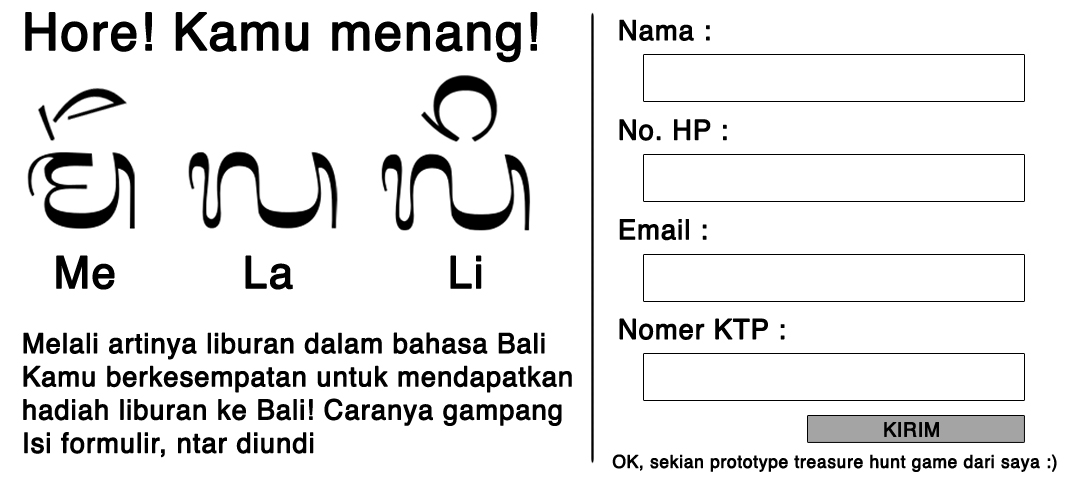 Hore! Kamu menang!
ᬫᭂ ᬮ ᬮᬶ
Me La Li
Melali artinya liburan dalam bahasa Bali
Kamu berkesempatan untuk mendapatkan
hadiah liburan ke Bali! Caranya gampang
Isi formulir, ntar diundi
Nama :
No. HP :
Email :
Nomer KTP :
KIRIM
OK, sekian prototype treasure hunt game dari saya :)